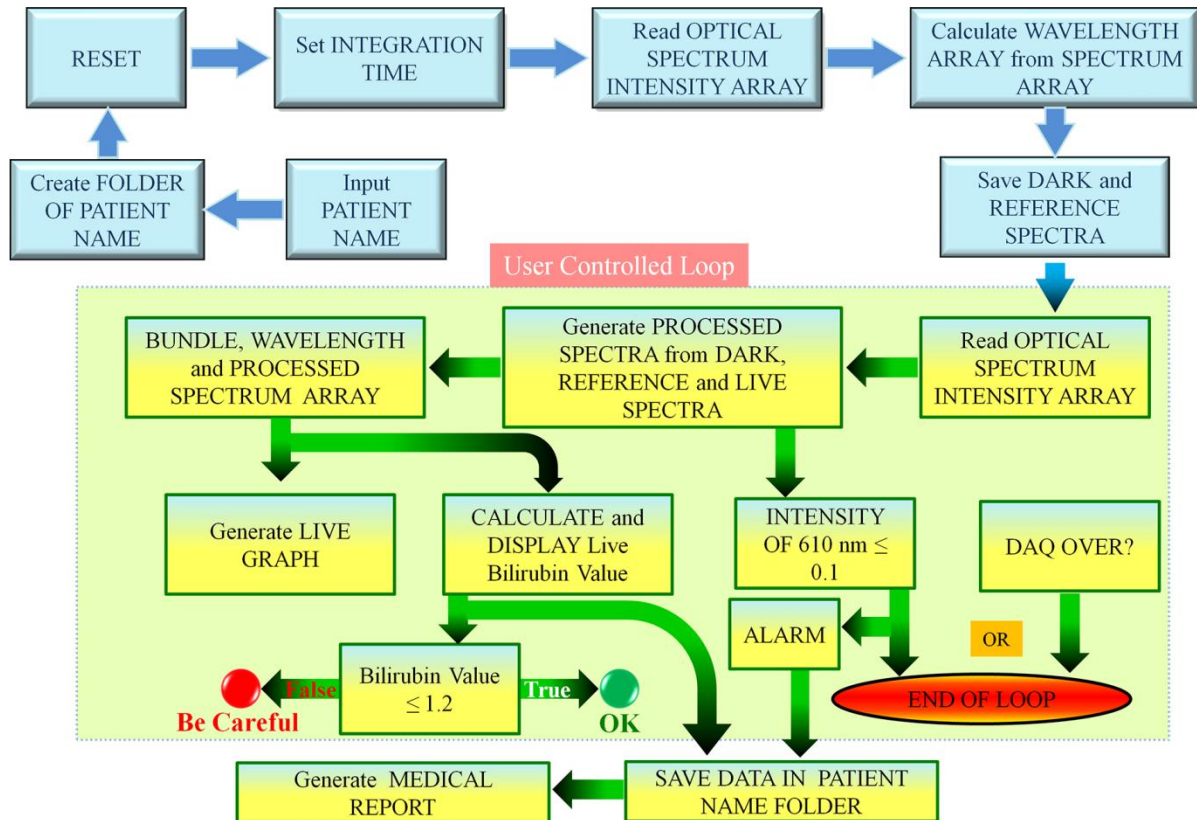 RESET
Set INTEGRATION
TIME
Read OPTICAL
SPECTRUM
INTENSITY ARRAY
Calculate WAVELENGTH
ARRAY from SPECTRUM
ARRAY
Create FOLDER
OF PATIENT
NAME
Input
PATIENT
NAME
Save DARK and
REFERENCE
SPECTRA
User Controlled Loop
BUNDLE, WAVELENGTH
and PROCESSED
SPECTRUM ARRAY
Generate PROCESSED
SPECTRA from DARK,
REFERENCE and LIVE
SPECTRA
Read OPTICAL
SPECTRUM
INTENSITY ARRAY
Generate LIVE
GRAPH
CALCULATE and
DISPLAY Live
Bilirubin Value
INTENSITY
OF 610 nm ≤
0.1
DAQ OVER?
ALARM
OR
False
Bilirubin Value
≤ 1.2
True
Be Careful
OK
END OF LOOP
Generate MEDICAL
REPORT
SAVE DATA IN PATIENT
NAME FOLDER